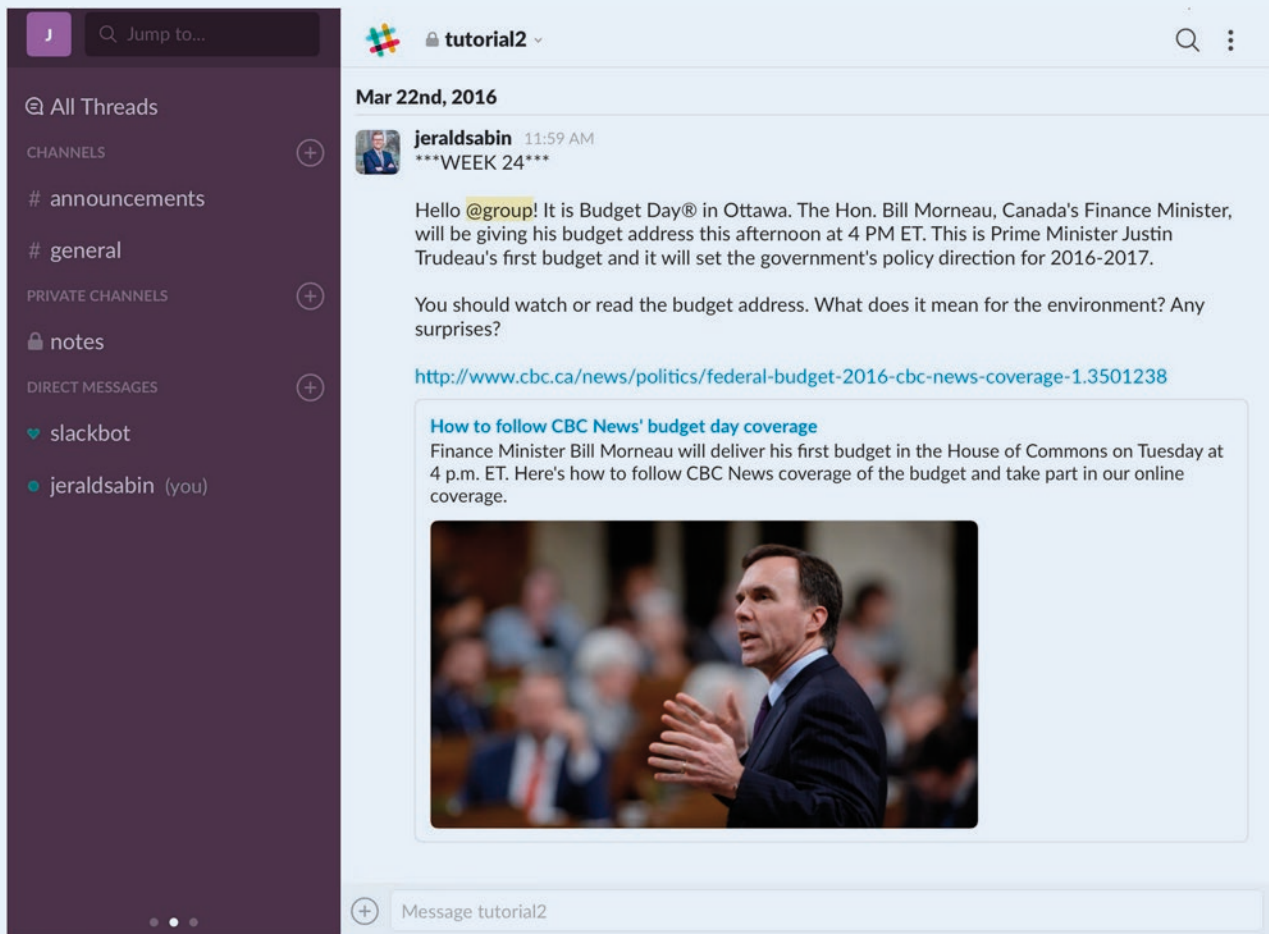 J
Jump to...
All Threads
CHANNELS
# announcements
# general
PRIVATE CHANNELS
notes
DIRECT MESSAGES
slackbot
jeraldsabin (you)
tutorial2
Mar 22nd, 2016
jeraldsabin 11:59 AM
***WEEK 24***
Hello @group! It is Budget Day® in Ottawa. The Hon. Bill Morneau, Canada's Finance Minister,
will be giving his budget address this afternoon at 4 PM ET. This is Prime Minister Justin
Trudeau's first budget and it will set the government's policy direction for 2016-2017.
You should watch or read the budget address. What does it mean for the environment? Any
surprises?
http://www.cbc.ca/news/politics/federal-budget-2016-cbc-news-coverage-1.3501238
How to follow CBC News' budget day coverage
Finance Minister Bill Morneau will deliver his first budget in the House of Commons on Tuesday at
4 p.m. ET. Here's how to follow CBC News coverage of the budget and take part in our online
coverage.
Message tutorial2